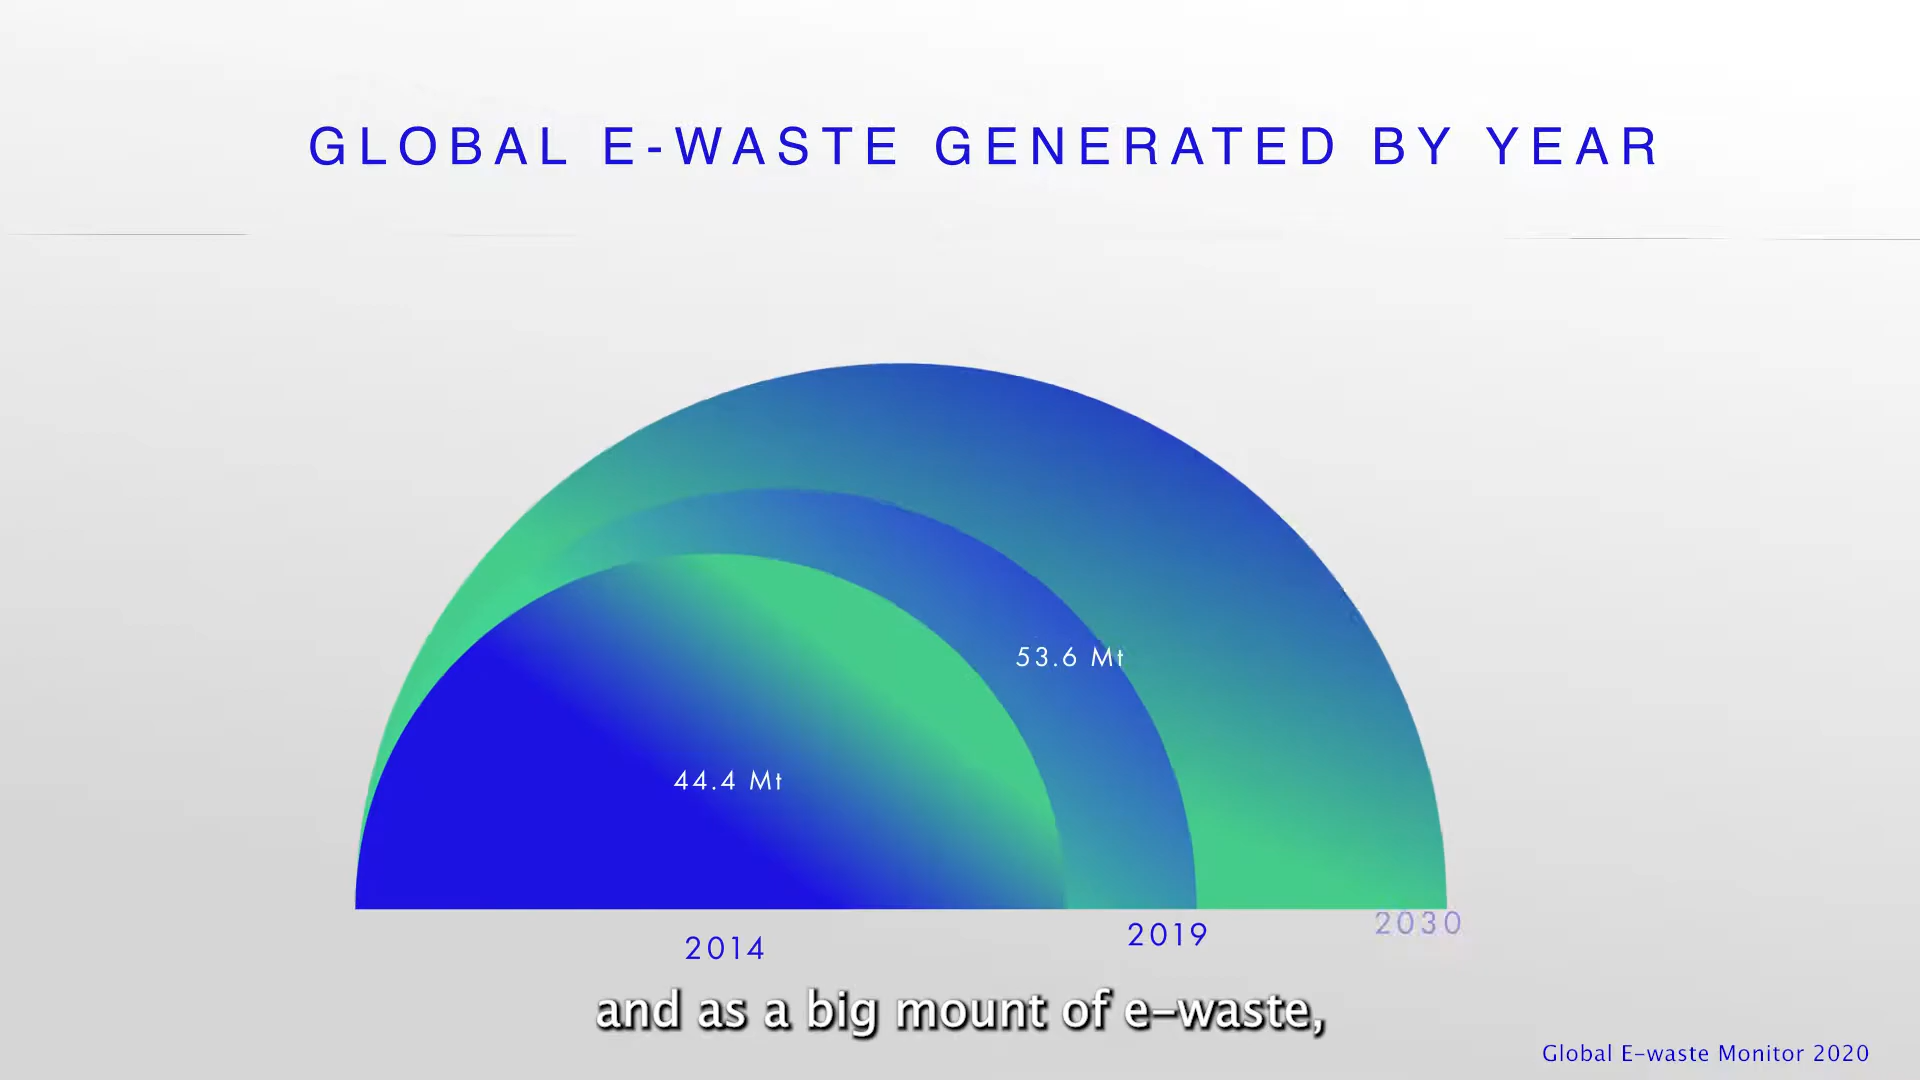 GLOBAL E-WASTE GENERATED BY YEAR
53.6 Mt
44.4 Mt
2014
2019
2030
and as a big mount of e-waste,
Global E-waste Monitor 2020